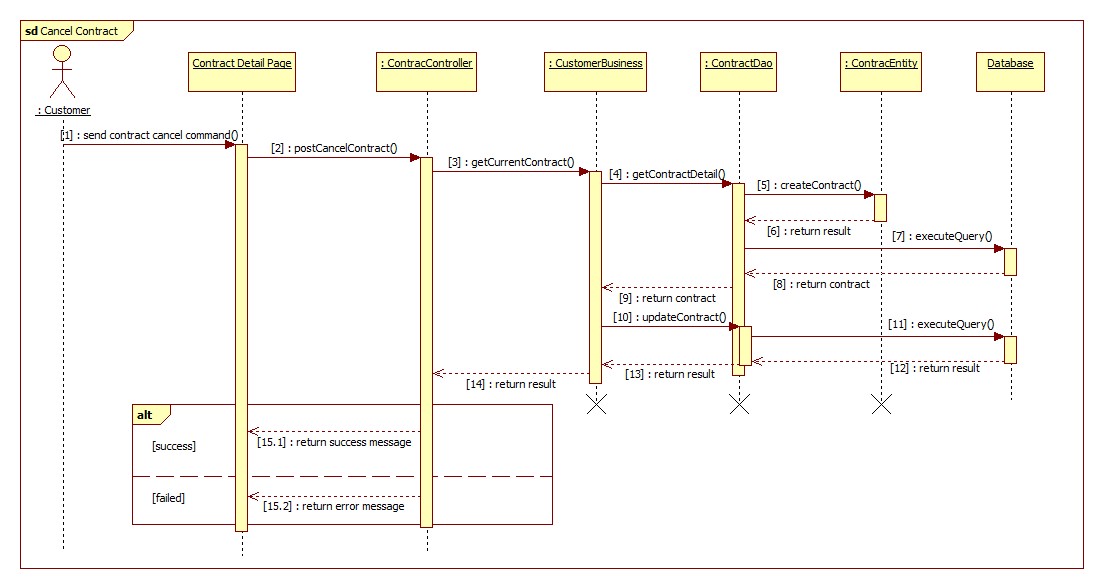 sd Cancel Contract
Contract Detail Page
: ContracController
: CustomerBusiness
: ContractDao
: ContracEntity
Database
: Customer
[1] : send contract cancel command()
[2] : postCancelContract()
[3] : getCurrentContract()
[4] : getContractDetail()
[5] : createContract()
[6] : return result
[7] : executeQuery()
[8] : return contract
[9] : return contract
[10] : updateContract()
[11] : executeQuery()
[12] : return result
[13] : return result
[14] : return result
alt
[success]
[15.1] : return success message
[failed]
[15.2] : return error message